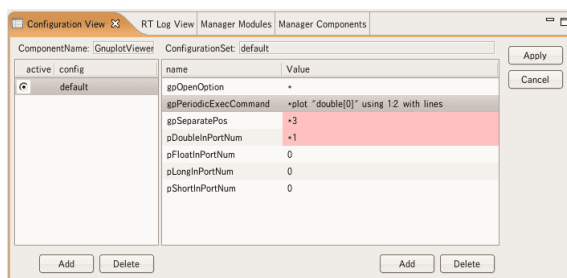 Configuration View RT Log View Manager Modules Manager Components
ComponentName: GnuplotViewer ConfigurationSet: default
Apply
Cancel
active config
name Value
default
gpOpenOption *
gpPeriodicExecCommand *plot "double[0]" using 1:2 with lines
gpSeparatePos *3
pDoubleInPortNum *1
pFloatInPortNum 0
pLongInPortNum 0
pShortInPortNum 0
Add Delete Add Delete